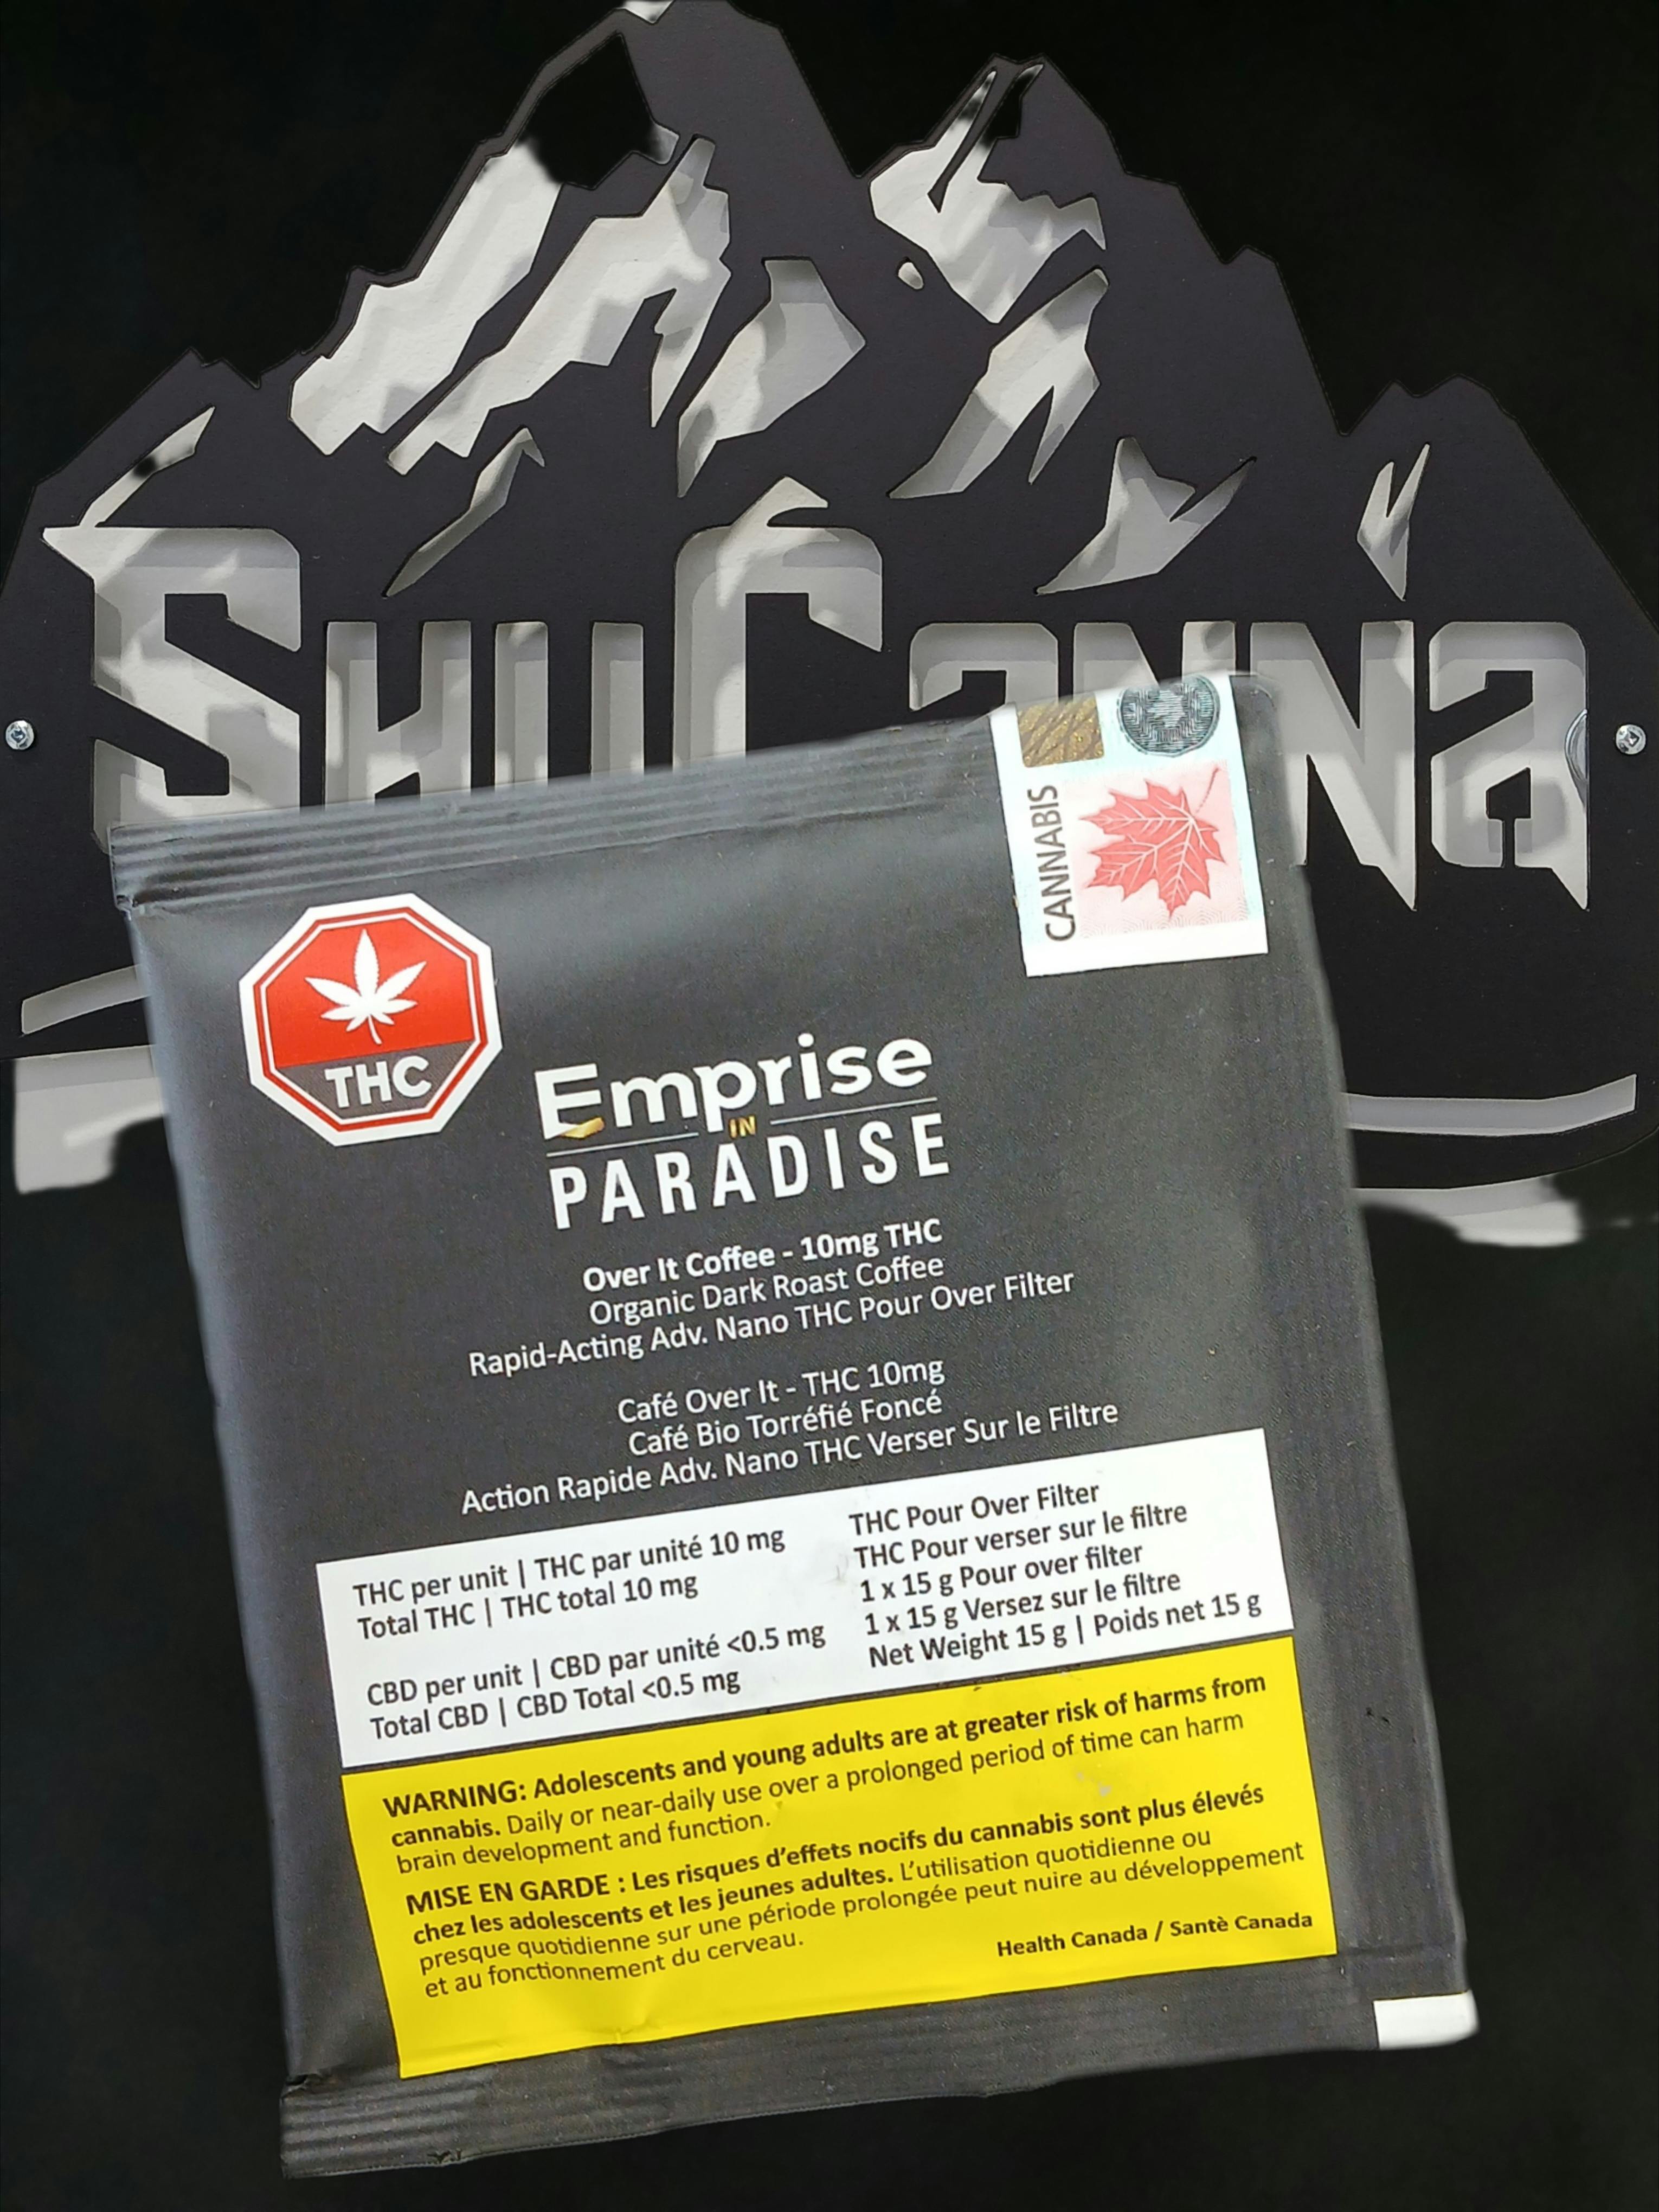 SHUCANNA
CANNABIS
THC
Emprise
IN
PARADISE
Over It Coffee - 10mg THC
Organic Dark Roast Coffee
Rapid-Acting Adv. Nano THC Pour Over Filter
Café Over It - THC 10mg
Café Bio Torréfié Foncé
Action Rapide Adv. Nano THC Verser Sur le Filtre
THC per unit | THC par unité 10 mg
Total THC | THC total 10 mg
CBD per unit | CBD par unité <0.5 mg
Total CBD | CBD Total <0.5 mg
THC Pour Over Filter
THC Pour verser sur le filtre
1 x 15 g Pour over filter
1 x 15 g Versez sur le filtre
Net Weight 15 g | Poids net 15 g
WARNING: Adolescents and young adults are at greater risk of harms from
cannabis. Daily or near-daily use over a prolonged period of time can harm
brain development and function.
MISE EN GARDE : Les risques d'effets nocifs du cannabis sont plus élevés
chez les adolescents et les jeunes adultes. L'utilisation quotidienne ou
presque quotidienne sur une période prolongée peut nuire au développement
et au fonctionnement du cerveau.
Health Canada / Santè Canada